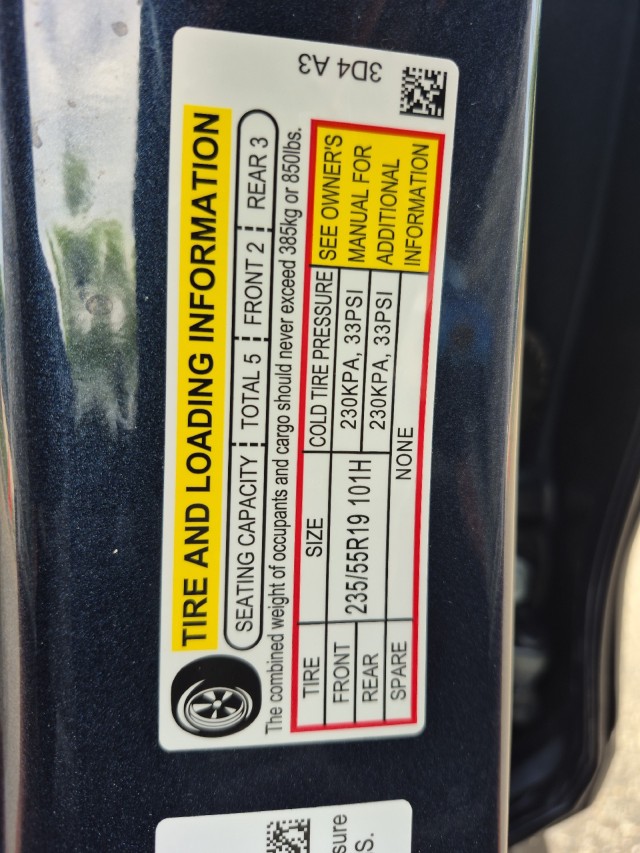 3D4 A3
TIRE AND LOADING INFORMATION
SEATING CAPACITY TOTAL 5 FRONT 2 REAR 3
The combined weight of occupants and cargo should never exceed 385kg or 850lbs.
TIRE SIZE COLD TIRE PRESSURE
FRONT 235/55R19 101H 230KPA, 33PSI
REAR 230KPA, 33PSI
SPARE NONE
SEE OWNER'S
MANUAL FOR
ADDITIONAL
INFORMATION
sure
S.